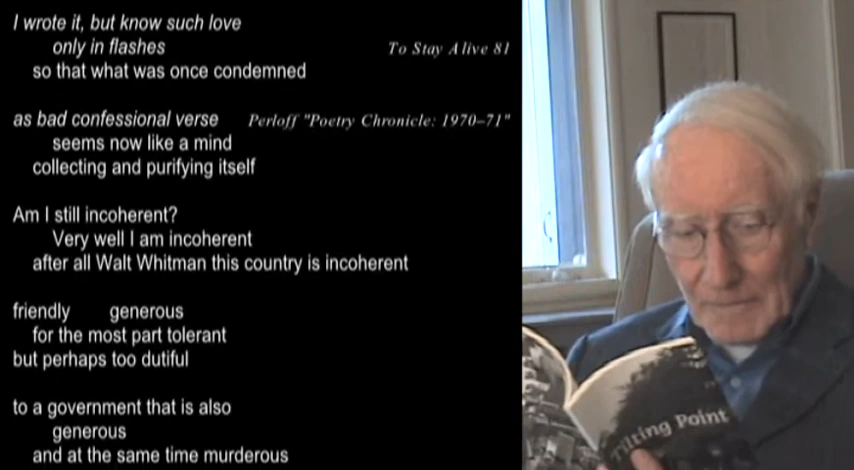 I wrote it, but know such love
only in flashes To Stay Alive 81
so that what was once condemned
as bad confessional verse Perloff "Poetry Chronicle: 1970–71"
seems now like a mind
collecting and purifying itself
Am I still incoherent?
Very well I am incoherent
after all Walt Whitman this country is incoherent
friendly generous
for the most part tolerant
but perhaps too dutiful
to a government that is also
generous
and at the same time murderous
Tilting Point